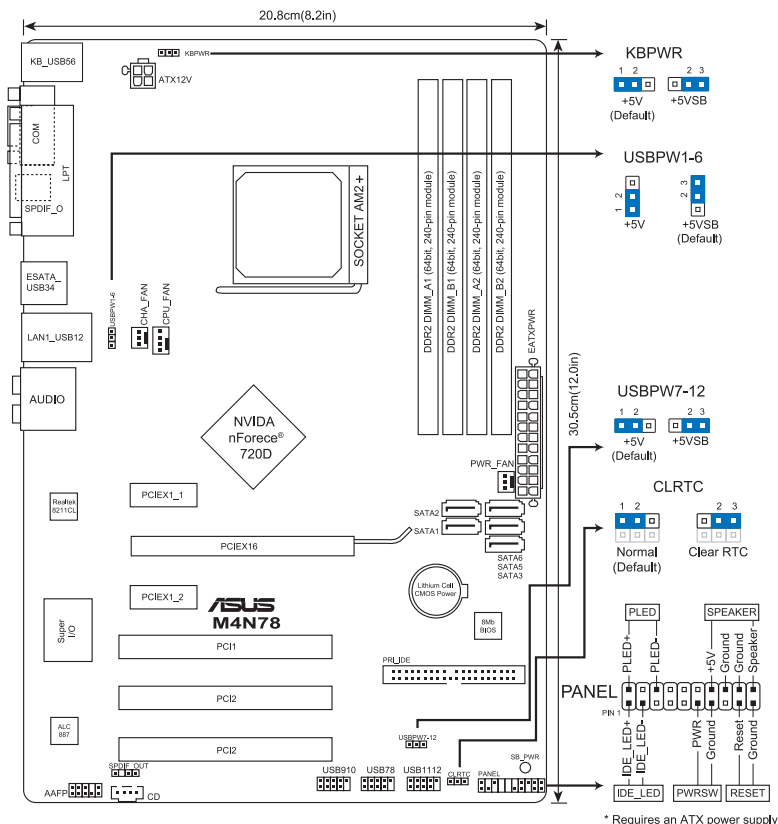 20.8cm(8.2in)
KB_USB56
KBPWR
ATX12V
KBPWR
1 2
2 3
+5V
(Default)
+5VSB
COM
LPT
SPDIF_O
SOCKET AM2+
DDR2 DIMM_A1 (64bit, 240-pin module)
DDR2 DIMM_B1 (64bit, 240-pin module)
DDR2 DIMM_A2 (64bit, 240-pin module)
DDR2 DIMM_B2 (64bit, 240-pin module)
USBPW1-6
1 2
2 3
+5V
+5VSB
(Default)
ESATA_
USB34
USBPW1-6
CHA_FAN
CPU_FAN
LAN1_USB12
EATXPWR
30.5cm(12.0in)
AUDIO
NVIDA
nForece®
720D
USBPW7-12
1 2
2 3
+5V
(Default)
+5VSB
PWR_FAN
CLRTC
1 2
2 3
Normal
(Default)
Clear RTC
Realtek
8211CL
PCIEX1_1
SATA2
SATA1
PCIEX16
SATA6
SATA5
SATA3
PCIEX1_2
Lithium Cell
CMOS Power
ASUS
M4N78
Super
I/O
8Mb
BIOS
PCI1
PRI_IDE
PCI2
ALC
887
PCI2
USBPW7-12
SPDIF_OUT
AAFP
CD
USB910
USB78
USB1112
CLRTC
PANEL
SB_PWR
PLED
SPEAKER
PLED+
PLED-
+5V
Ground
Ground
Speaker
PANEL
PIN 1
IDE_LED+
IDE_LED-
PWR
Ground
Reset
Ground
IDE_LED
PWRSW
RESET
* Requires an ATX power supply